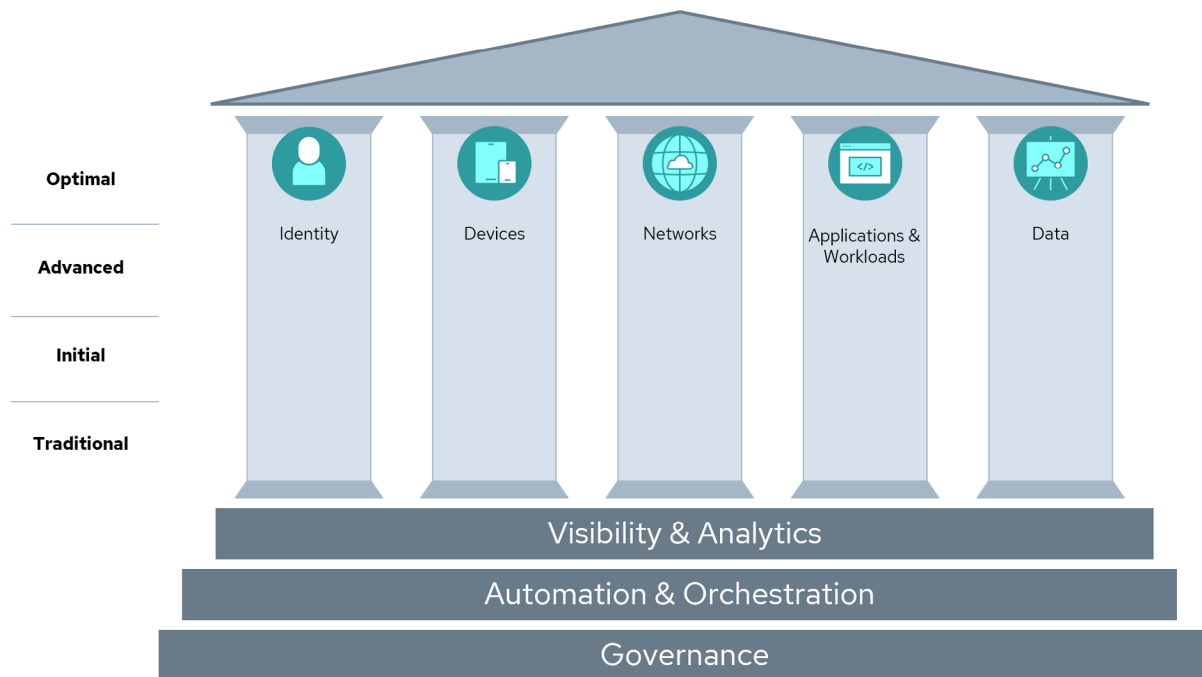 Optimal
Advanced
Initial
Traditional
Identity
Devices
Networks
Applications &
Workloads
</>
Data
Visibility & Analytics
Automation & Orchestration
Governance